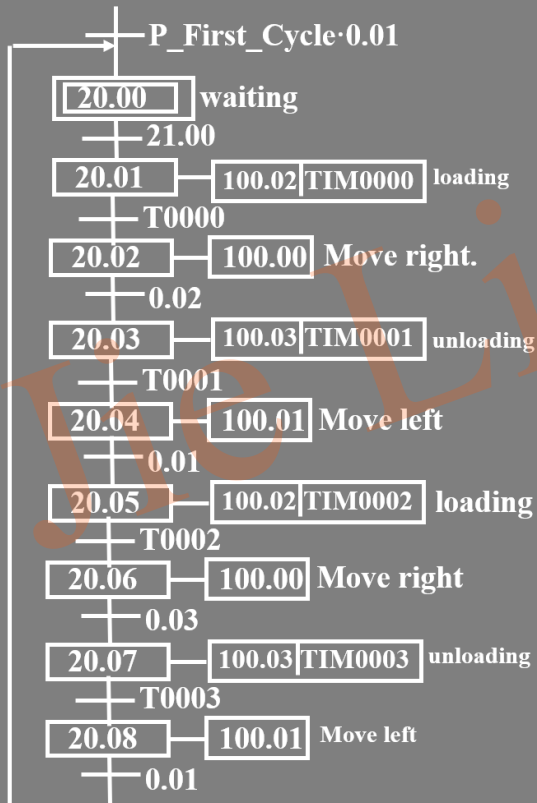 P_First_Cycle·0.01
20.00 waiting
21.00
20.01 100.02 TIM0000 loading
T0000
20.02 100.00 Move right.
0.02
20.03 100.03 TIM0001 unloading
T0001
20.04 100.01 Move left
0.01
20.05 100.02 TIM0002 loading
T0002
20.06 100.00 Move right
0.03
20.07 100.03 TIM0003 unloading
T0003
20.08 100.01 Move left
0.01
Jie Li